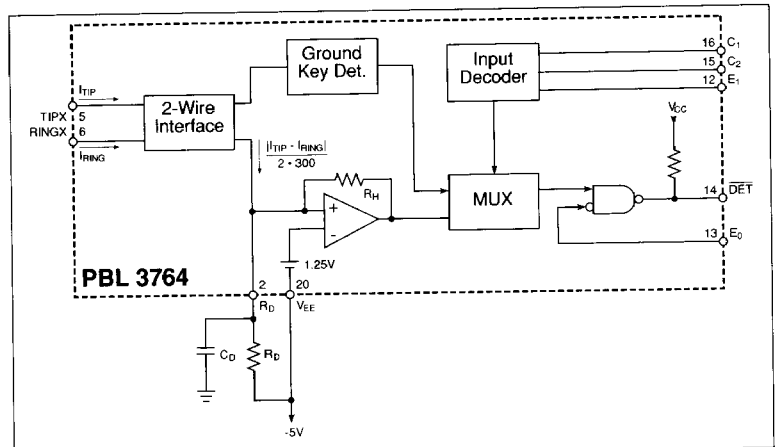 16 C1
15 C2
12 E1
Ground
Key Det.
Input
Decoder
ITIP
TIPX 5
RINGX 6
IRING
2-Wire
Interface
|ITIP - IRING|
2 • 300
RH
+
-
MUX
VCC
14 DET
13 E0
1.25V
PBL 3764
2
RD
20
VEE
CD
RD
-5V